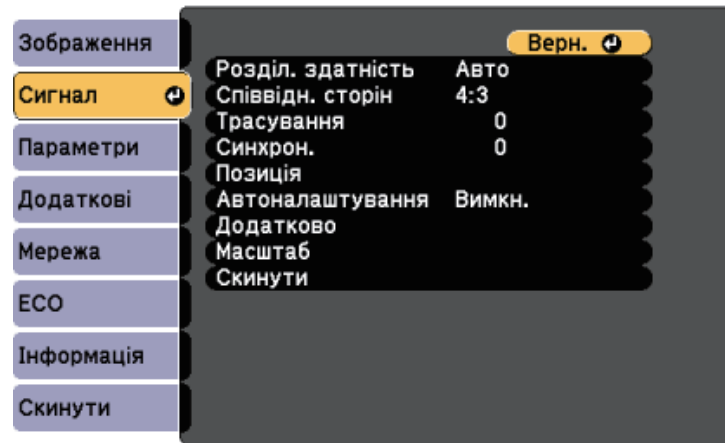 Зображення
Сигнал
Параметри
Додаткові
Мережа
ECO
Інформація
Скинути
Верн.
Розділ. здатність Авто
Співвідн. сторін 4:3
Трасування 0
Синхрон. 0
Позиція
Автоналаштування Вимкн.
Додатково
Масштаб
Скинути